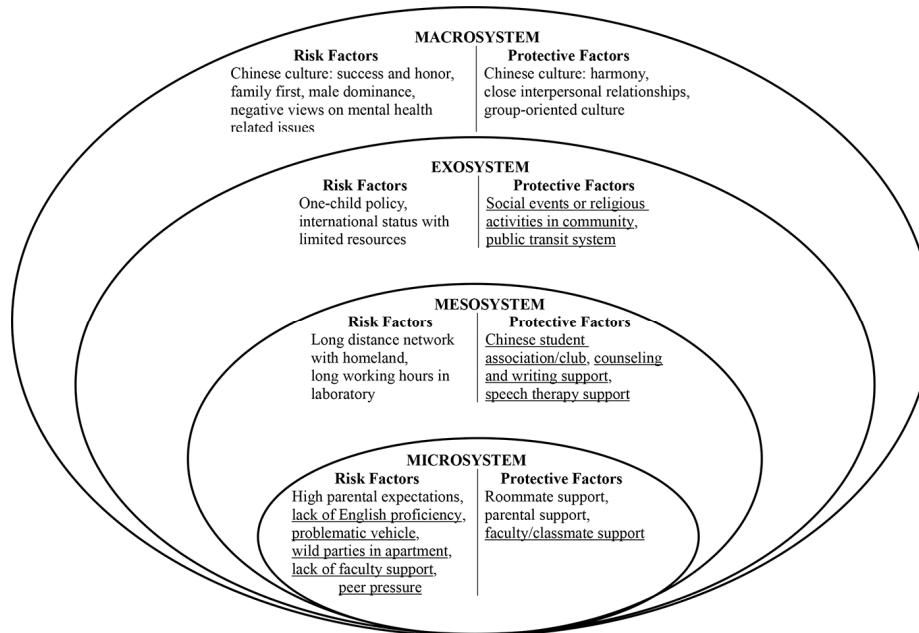 MACROSYSTEM
Risk Factors
Chinese culture: success and honor,
family first, male dominance,
negative views on mental health
related issues
Protective Factors
Chinese culture: harmony,
close interpersonal relationships,
group-oriented culture
EXOSYSTEM
Risk Factors
One-child policy,
international status with
limited resources
Protective Factors
Social events or religious
activities in community,
public transit system
MESOSYSTEM
Risk Factors
Long distance network
with homeland,
long working hours in
laboratory
Protective Factors
Chinese student
association/club, counseling
and writing support,
speech therapy support
MICROSYSTEM
Risk Factors
High parental expectations,
lack of English proficiency,
problematic vehicle,
wild parties in apartment,
lack of faculty support,
peer pressure
Protective Factors
Roommate support,
parental support,
faculty/classmate support